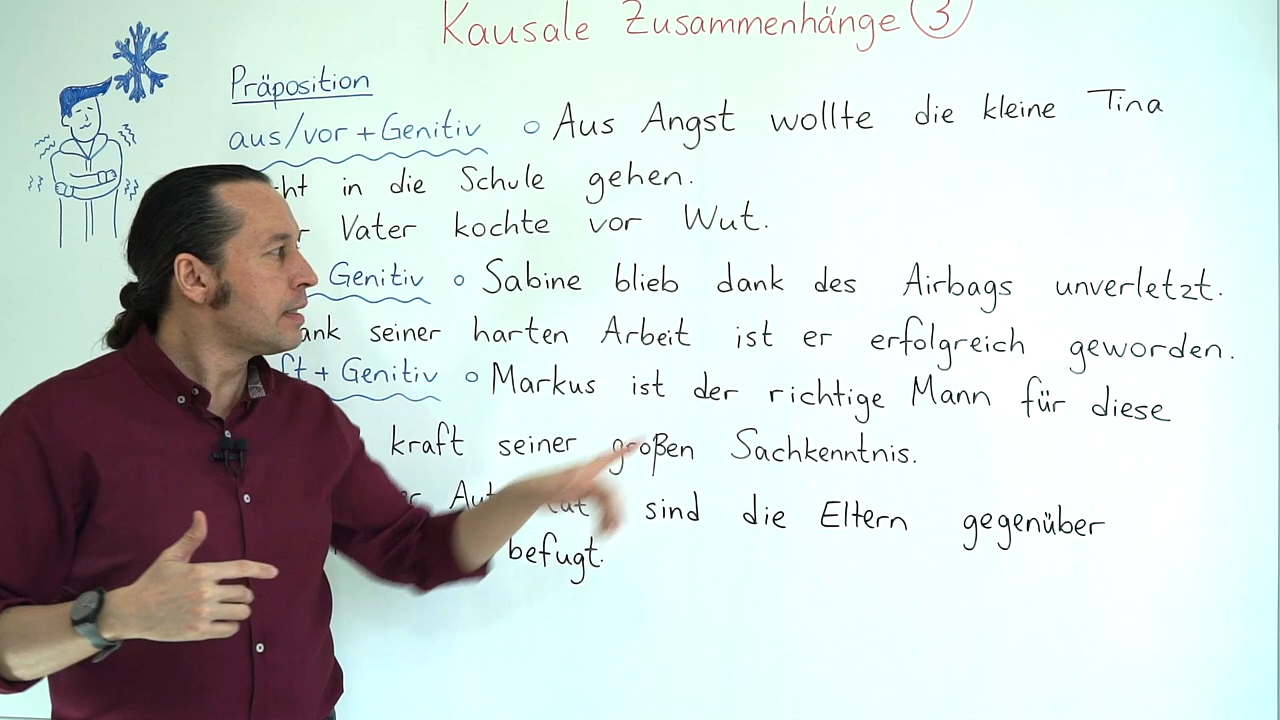 Kausale Zusammenhänge 3
Präposition
aus/vor + Genitiv o Aus Angst wollte die kleine Tina
in die Schule gehen.
Vater kochte vor Wut.
Genitiv o Sabine blieb dank des Airbags unverletzt.
seiner harten Arbeit ist er erfolgreich geworden.
+ Genitiv o Markus ist der richtige Mann für diese
kraft seiner großen Sachkenntnis.
sind die Eltern gegenüber
befugt.